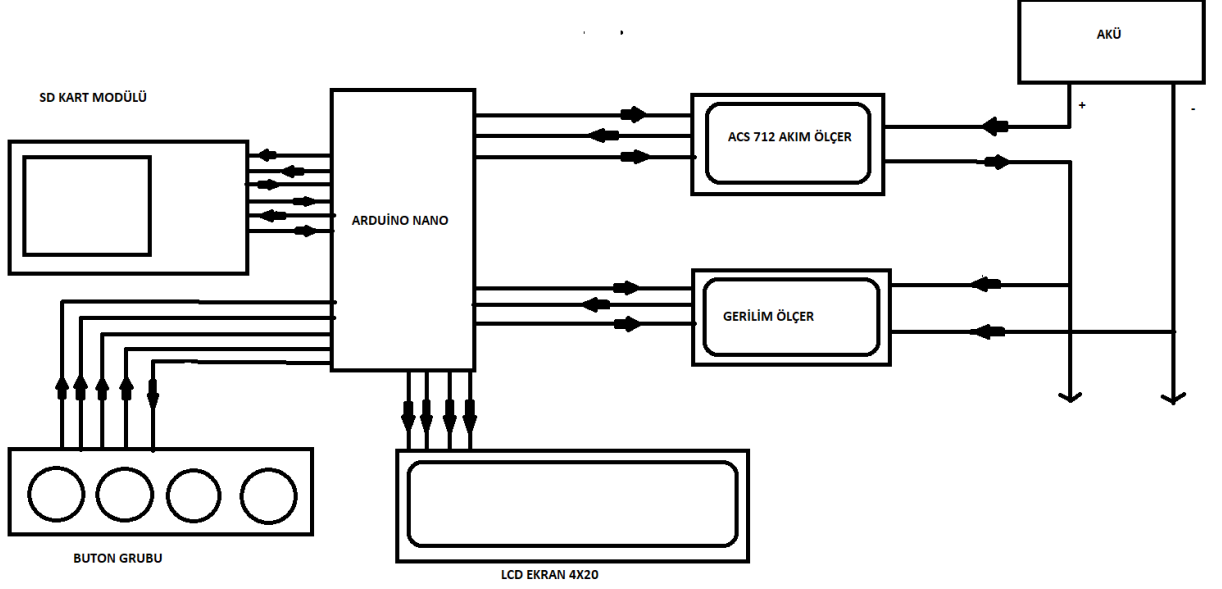 AKÜ
SD KART MODÜLÜ
+
-
ACS 712 AKIM ÖLÇER
ARDUİNO NANO
GERİLİM ÖLÇER
BUTON GRUBU
LCD EKRAN 4X20